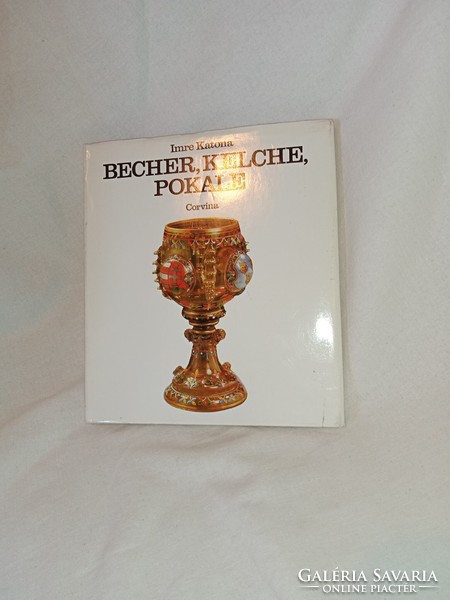 Imre Katona
BECHER, KELCHE,
POKALE
Corvina
GALÉRIA SAVARIA
ONLINE PIACTÉR